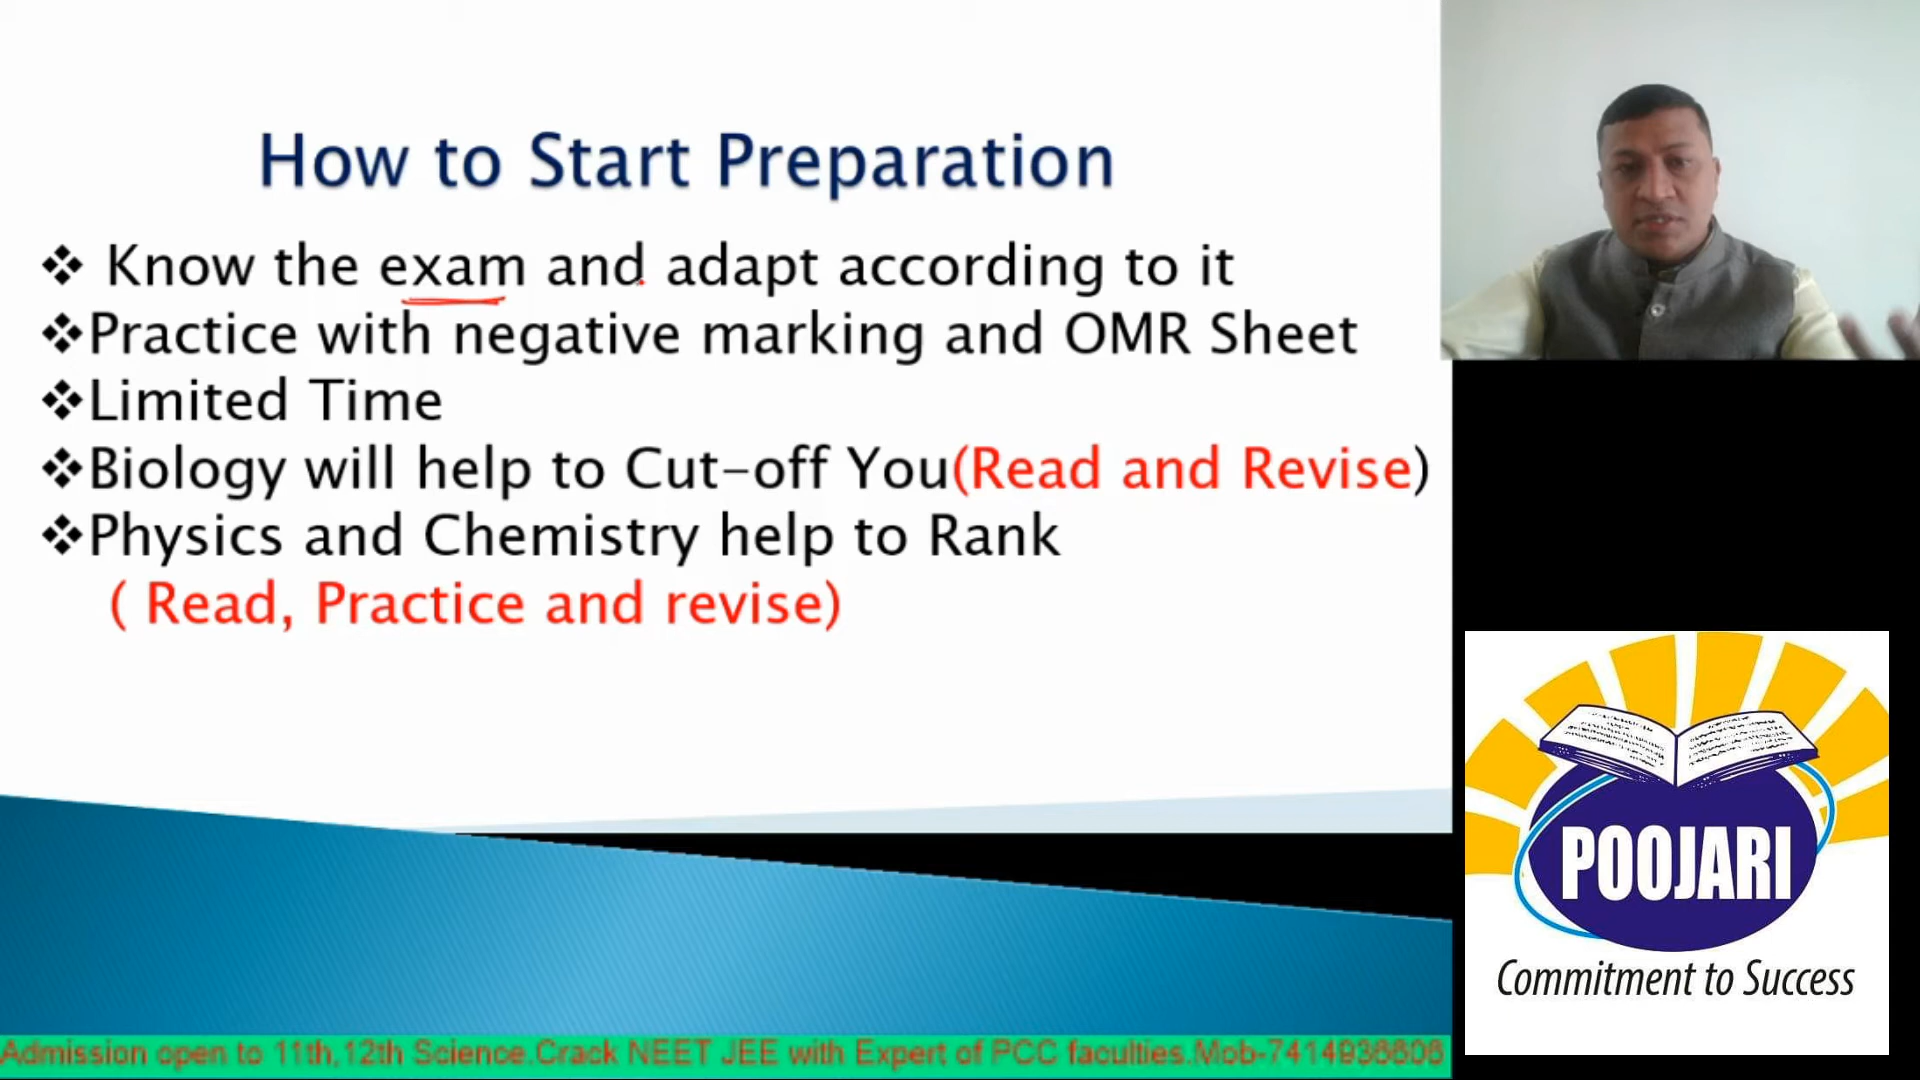 How to Start Preparation
❖ Know the exam and adapt according to it
❖Practice with negative marking and OMR Sheet
❖Limited Time
❖Biology will help to Cut-off You(Read and Revise)
❖Physics and Chemistry help to Rank
( Read, Practice and revise)
POOJARI
Commitment to Success
Admission open to 11th,12th Science.Crack NEET JEE with Expert of PCC faculties.Mob-